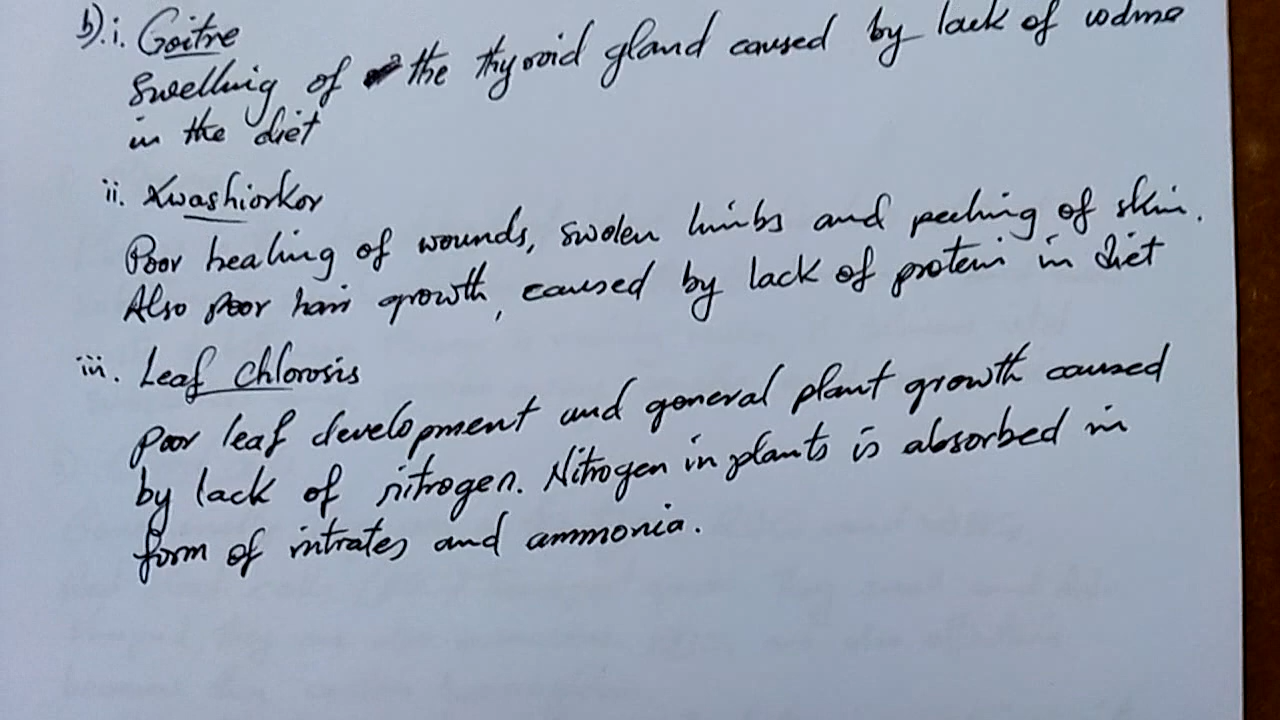 b).i. Goitre
Swelling of the thyroid gland caused by lack of iodine
in the diet
ii. Kwashiorkor
Poor healing of wounds, swolen limbs and peeling of skin.
Also poor hair growth, caused by lack of protein in diet
iii. Leaf chlorosis
Poor leaf development and general plant growth caused
by lack of nitrogen. Nitrogen in plants is absorbed in
form of nitrates and ammonia.